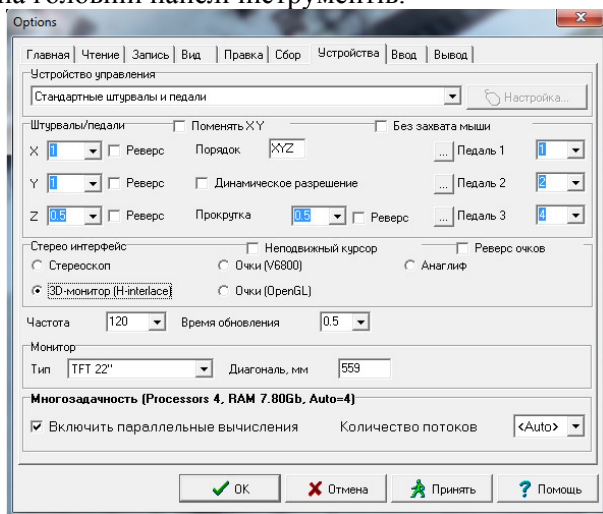 на головній панелі інструментів.
Options
Главная Чтение Запись Вид Правка Сбор Устройства Ввод Вывод
Устройство управления
Стандартные штурвалы и педали Настройка...
Штурвалы/педали Поменять X Y Без захвата мыши
X 1 Реверс Порядок XYZ ... Педаль 1 1
Y 1 Реверс Динамическое разрешение ... Педаль 2 2
Z 0.5 Реверс Прокрутка 0.5 Реверс ... Педаль 3 4
Стерео интерфейс Неподвижный курсор Реверс очков
Стереоскоп Очки (V6800) Анаглиф
3D-монитор (H-interlace) Очки (OpenGL)
Частота 120 Время обновления 0.5
Монитор
Тип TFT 22" Диагональ, мм 559
Многозадачность (Processors 4, RAM 7.80Gb, Auto=4)
Включить параллельные вычисления Количество потоков <Auto>
OK Отмена Принять Помощь